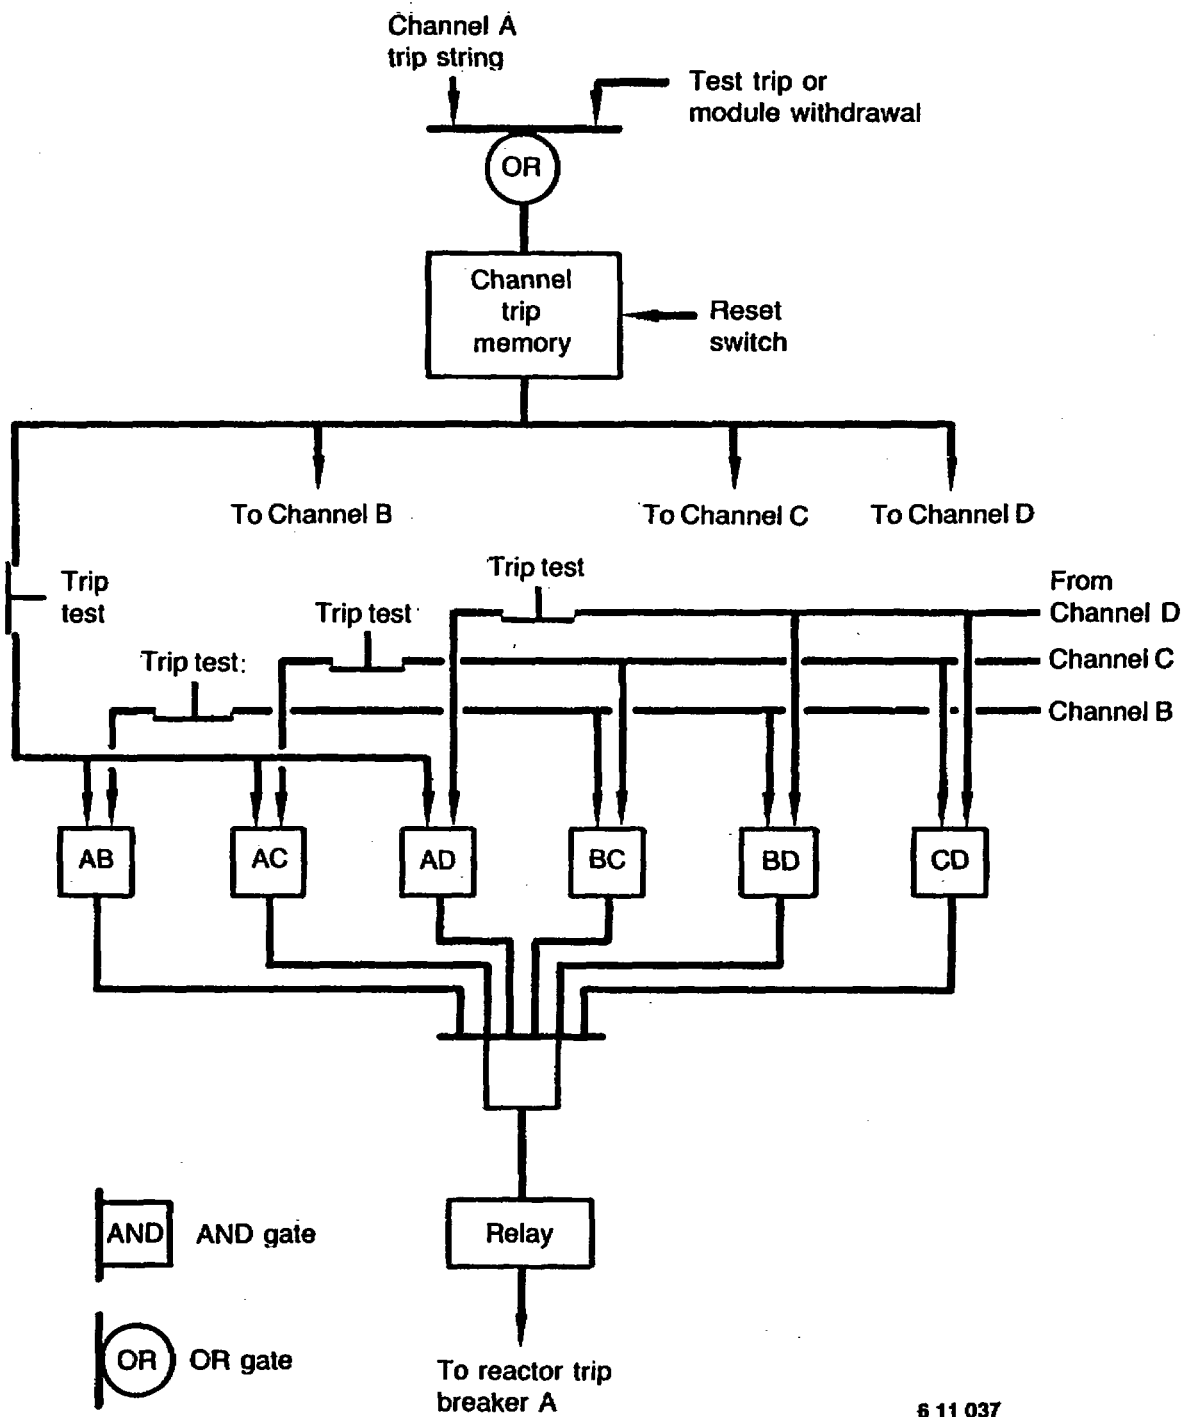 Channel A
trip string
Test trip or
module withdrawal
OR
Channel
trip
memory
Reset
switch
To Channel B
To Channel C
To Channel D
Trip
test
Trip test:
Trip test
Trip test
From
Channel D
Channel C
Channel B
AB
AC
AD
BC
BD
CD
Relay
AND
AND gate
OR
OR gate
To reactor trip
breaker A
6 11 037